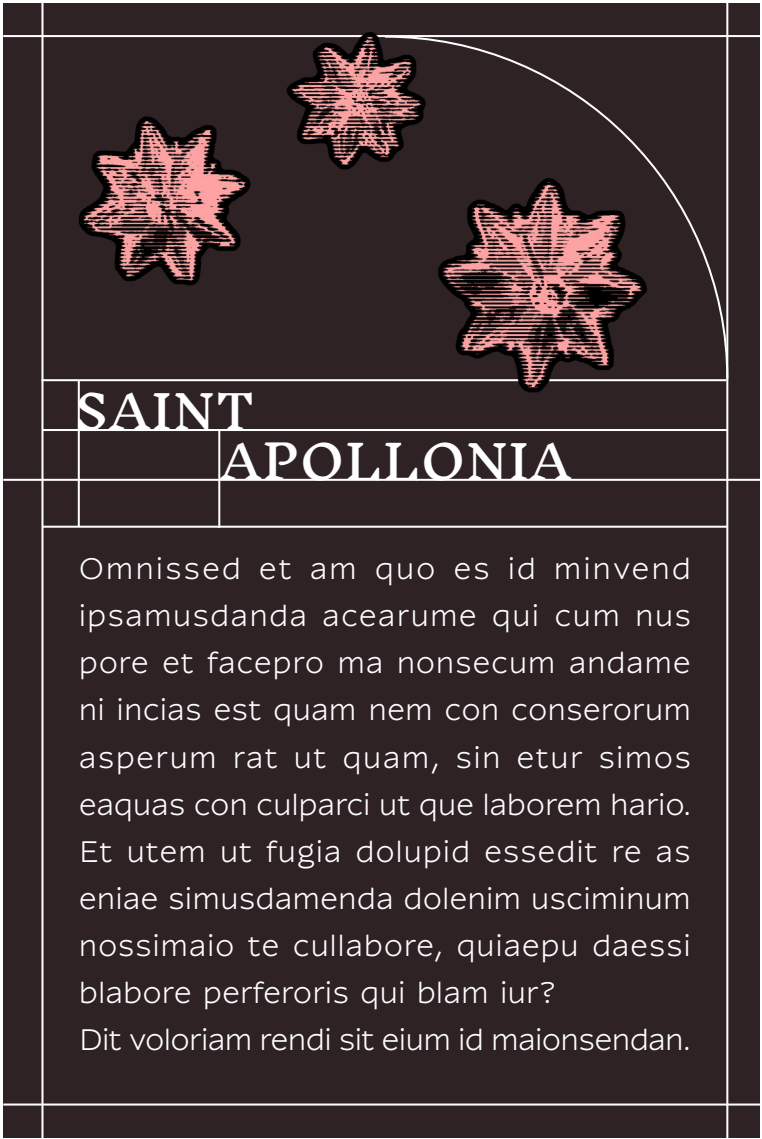 SAINT
APOLLONIA
Omnissed et am quo es id minvend
ipsamusdanda acearume qui cum nus
pore et facepro ma nonsecum andame
ni incias est quam nem con conserorum
asperum rat ut quam, sin etur simos
eaquas con culparci ut que laborem hario.
Et utem ut fugia dolupid essedit re as
eniae simusdamenda dolenim usciminum
nossimaio te cullabore, quiaepu daessi
blabore perferoris qui blam iur?
Dit voloriam rendi sit eium id maionsendan.